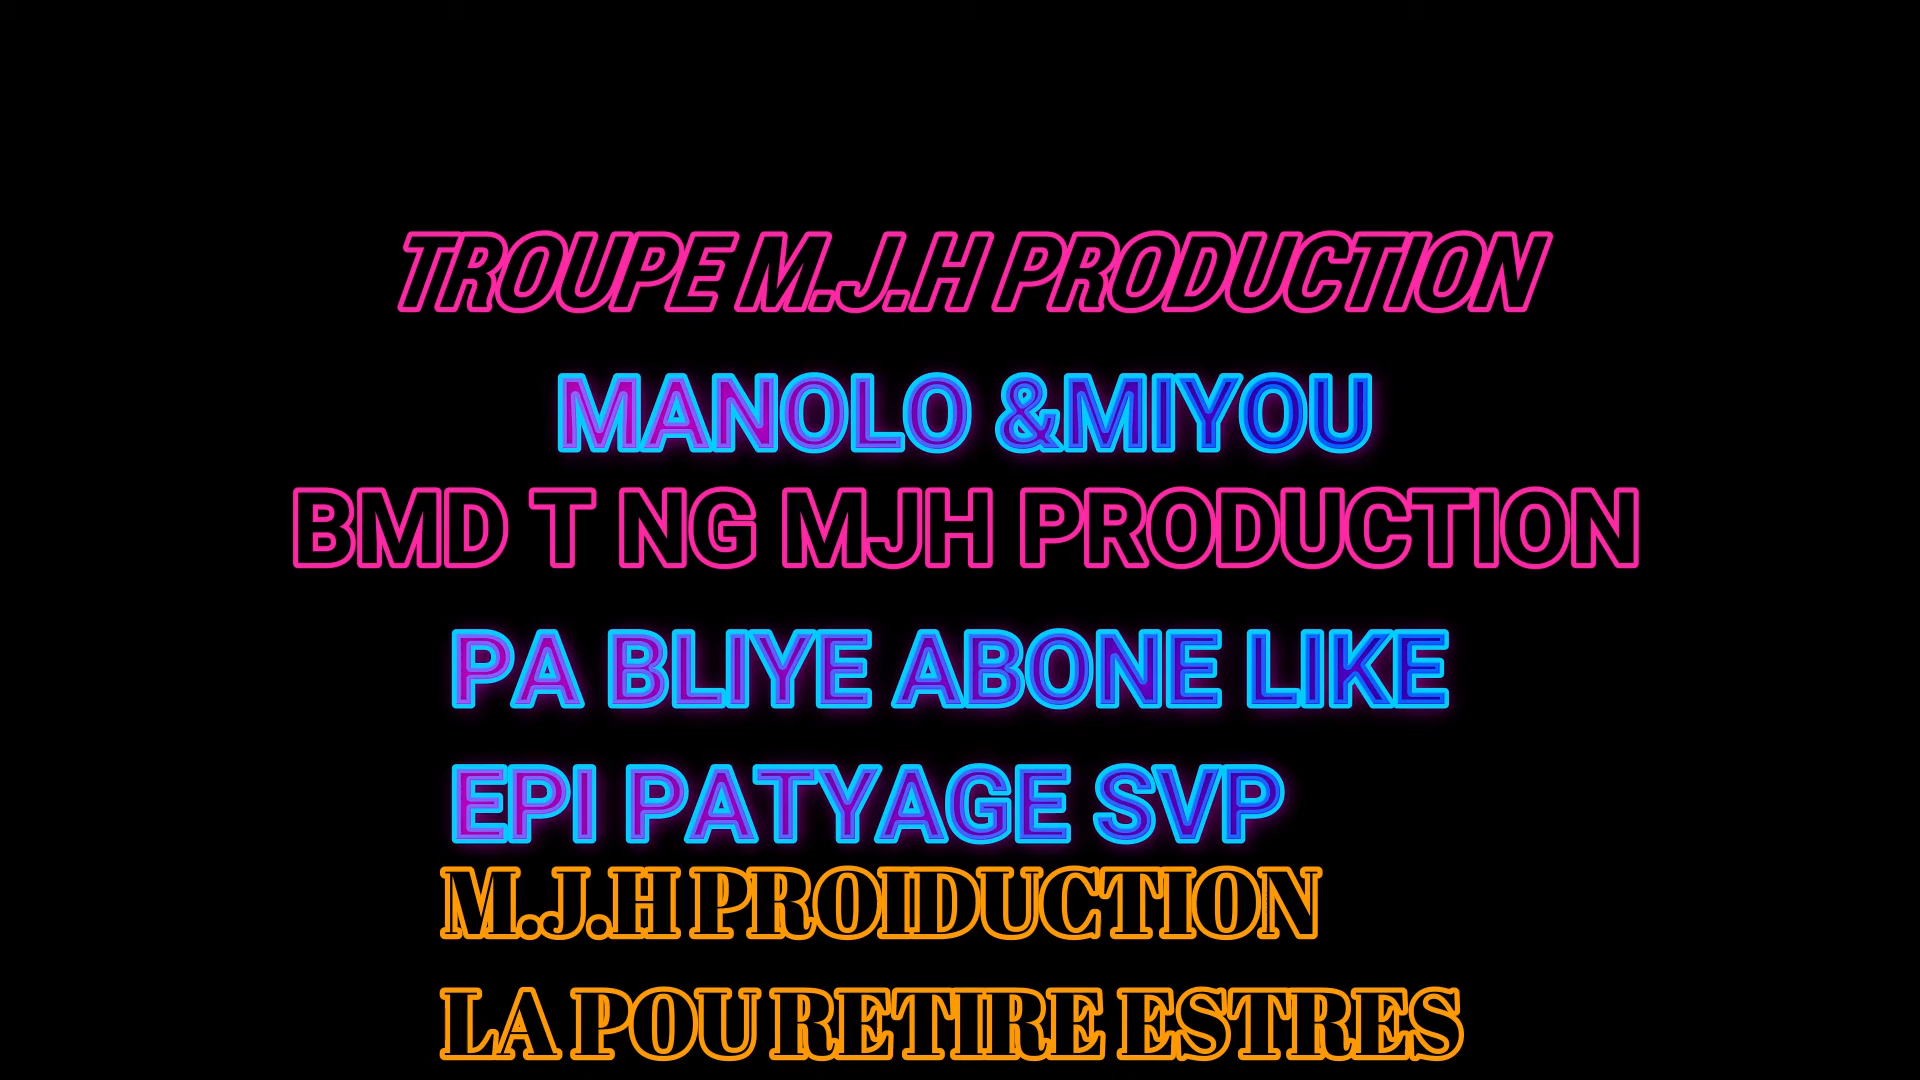 TROUPE M.J.H PRODUCTION
MANOLO &MIYOU
BMD T NG MJH PRODUCTION
PA BLIYE ABONE LIKE
EPI PATYAGE SVP
M.J.H PROIDUCTION
LA POU RETIRE ESTRES